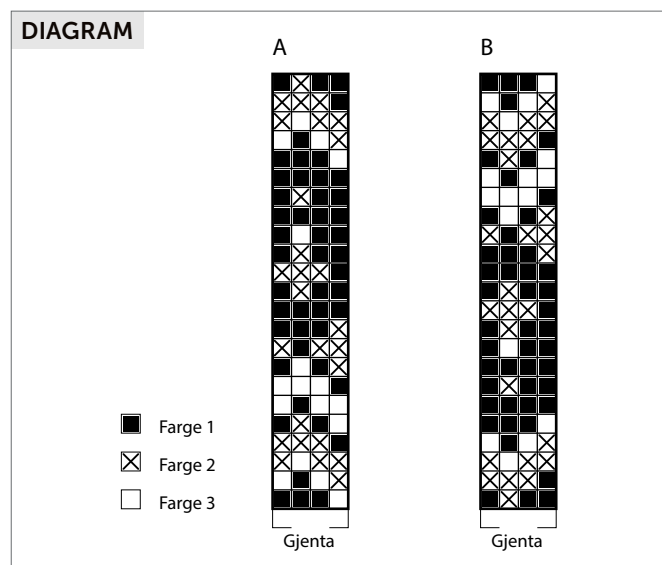 DIAGRAM
A
B
Farge 1
Farge 2
Farge 3
Gjenta
Gjenta